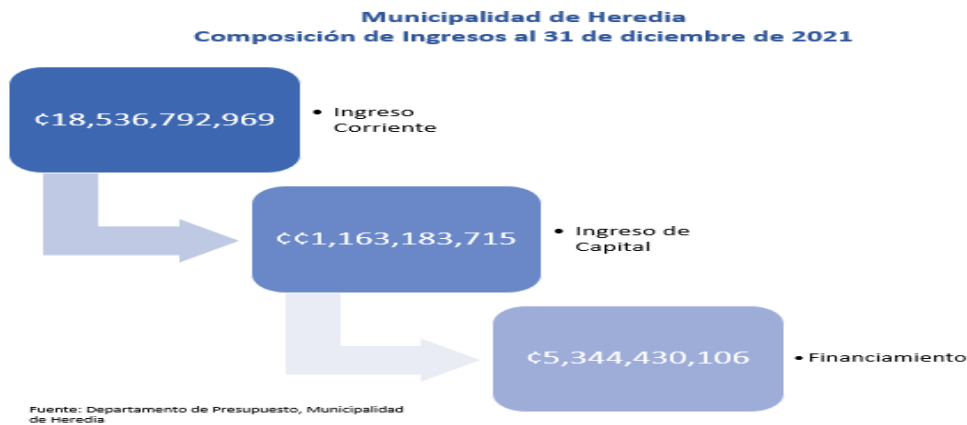 Municipalidad de Heredia
Composición de Ingresos al 31 de diciembre de 2021
¢18,536,792,969
• Ingreso
Corriente
¢¢1,163,183,715
• Ingreso de
Capital
¢5,344,430,106
• Financiamiento
Fuente: Departamento de Presupuesto, Municipalidad
de Heredia